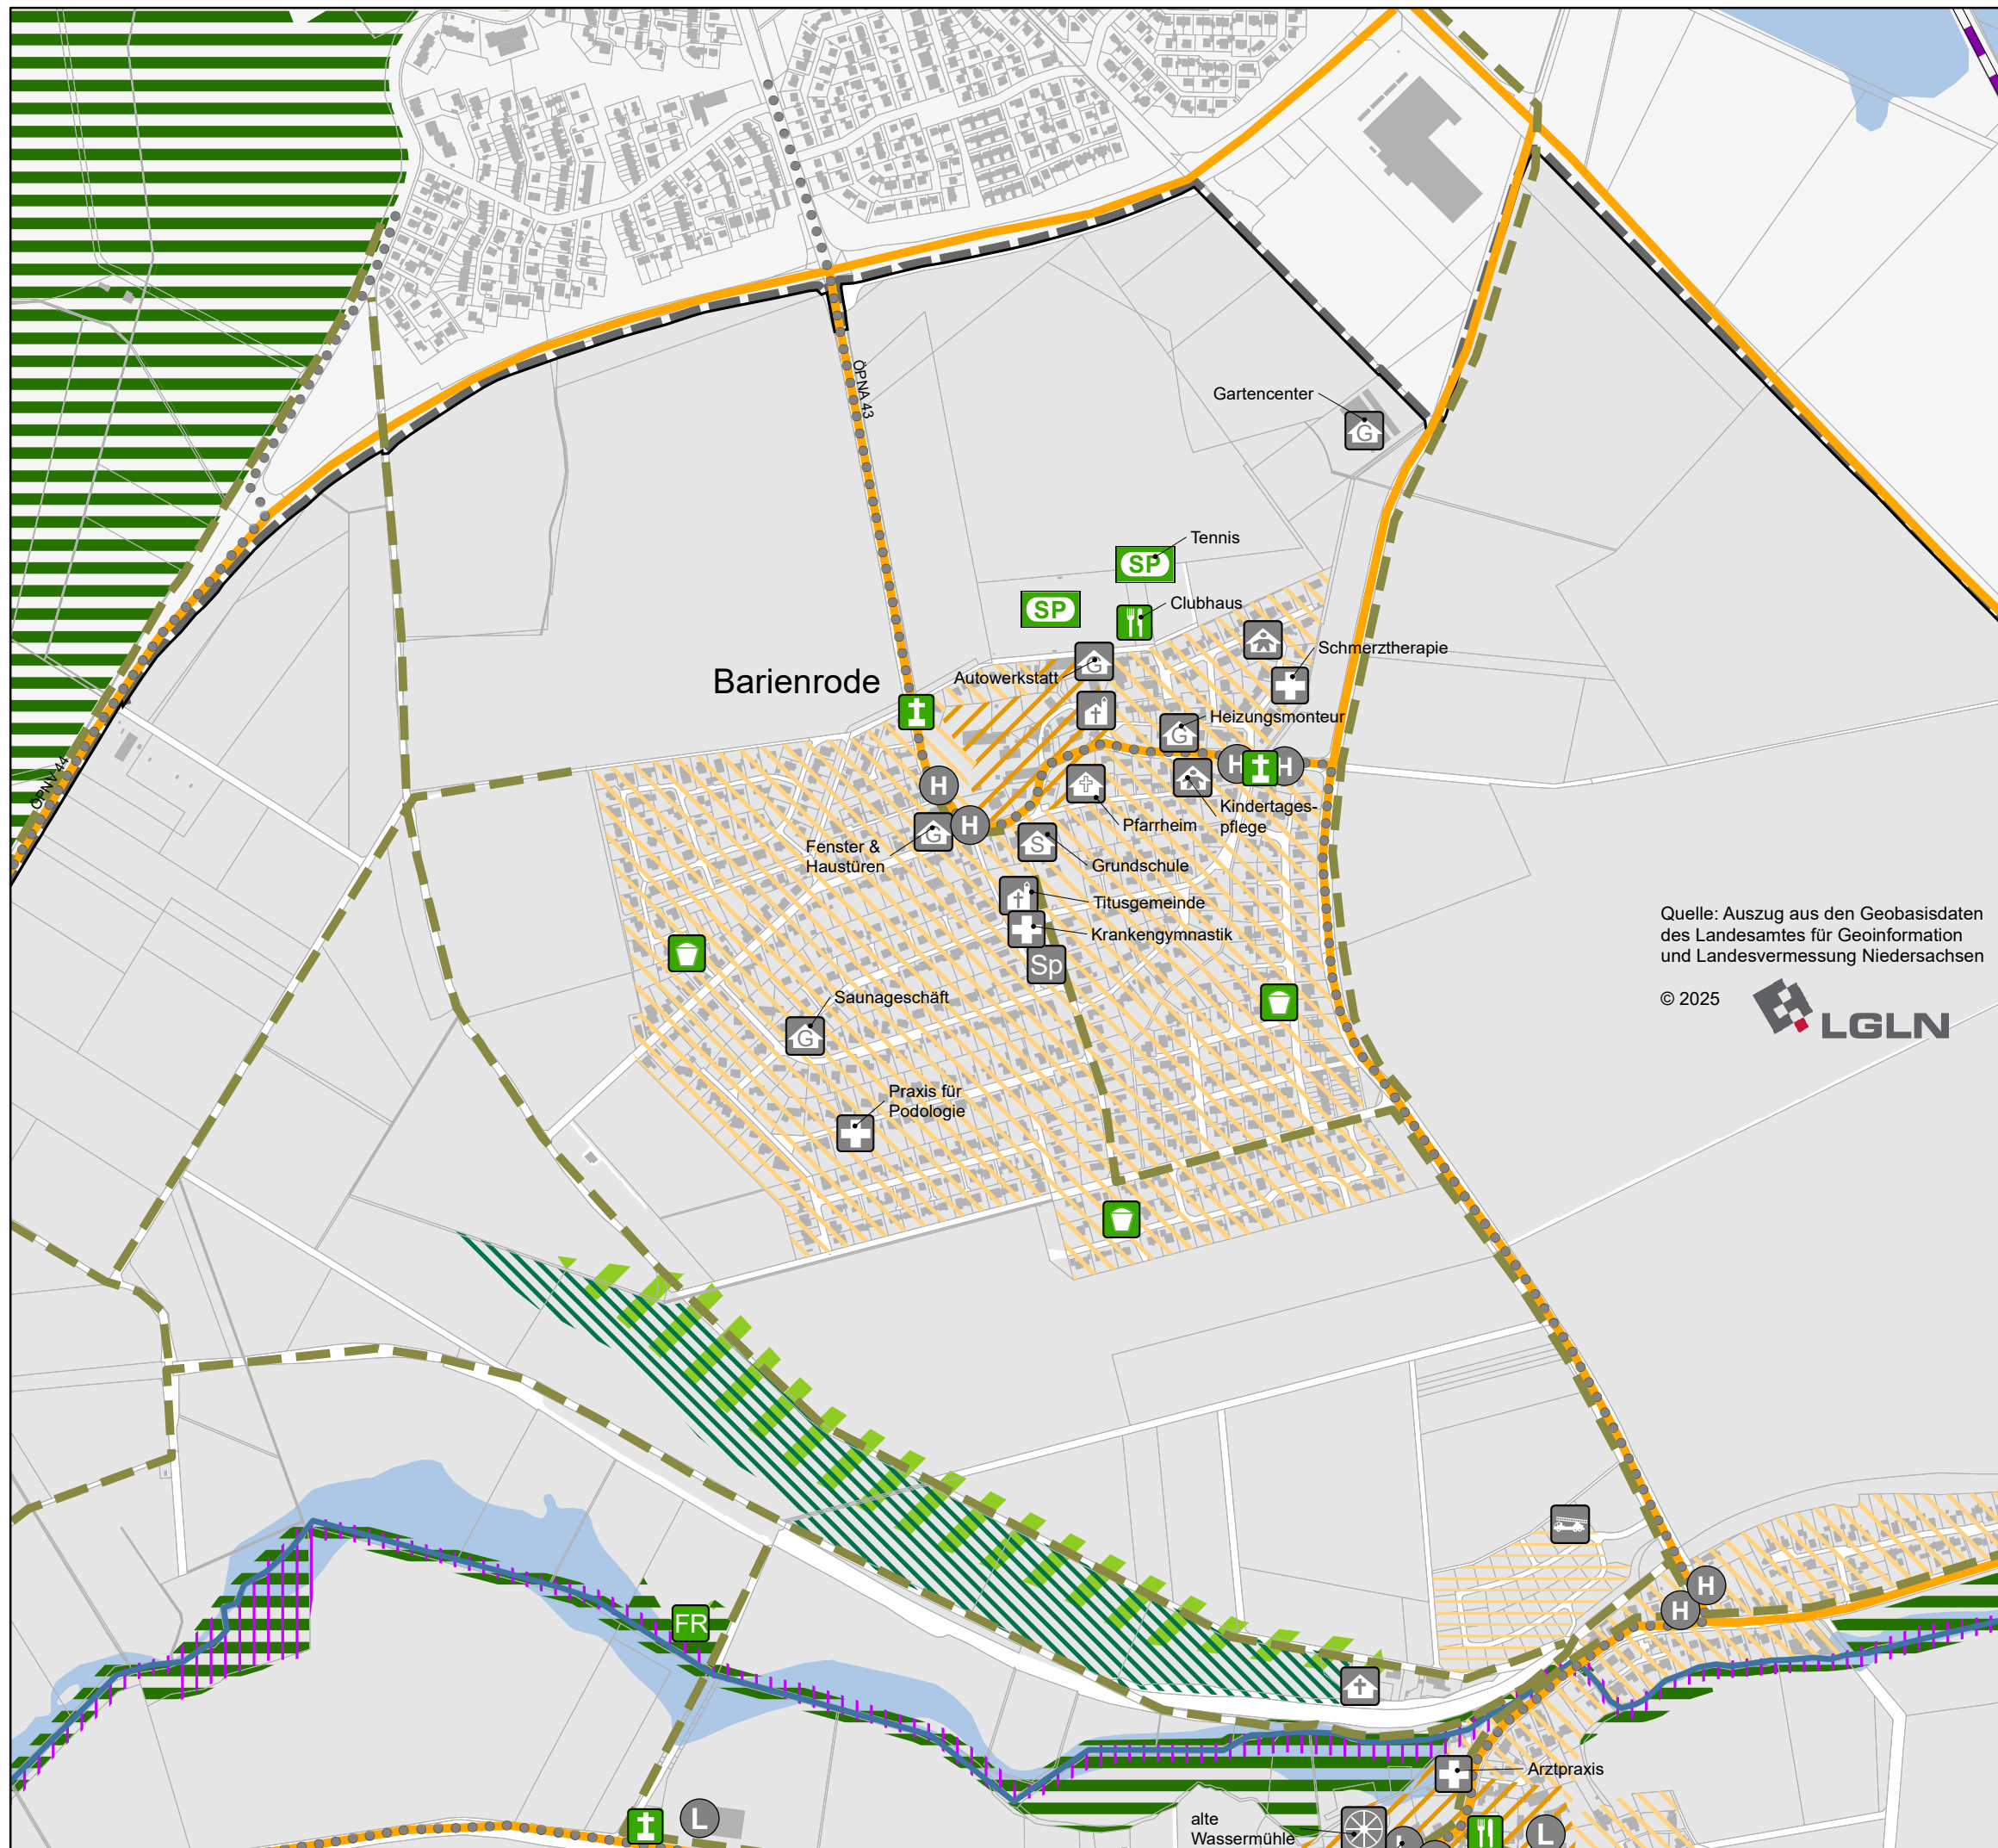 ÖPNA 43
Gartencenter
G
Tennis
SP
SP
Clubhaus
Schmerztherapie
G
Autowerkstatt
Barienrode
Heizungsmonteur
G
H
H
H
Kindertages-
pflege
ÖPNV 44
H
G
Pfarrheim
Fenster &
Haustüren
S
Grundschule
Titusgemeinde
Krankengymnastik
Sp
Quelle: Auszug aus den Geobasisdaten
des Landesamtes für Geoinformation
und Landesvermessung Niedersachsen
© 2025
LGLN
Saunageschäft
G
Praxis für
Podologie
H
H
FR
Arztpraxis
L
alte
Wassermühle
L